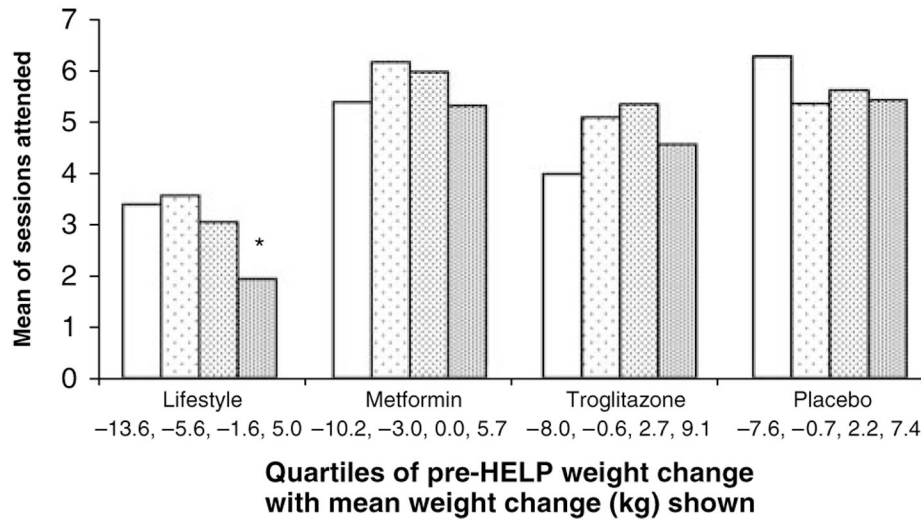 7
6
5
4
3
2
1
0
Mean of sessions attended
*
Lifestyle Metformin Troglitazone Placebo
−13.6, −5.6, −1.6, 5.0 −10.2, −3.0, 0.0, 5.7 −8.0, −0.6, 2.7, 9.1 −7.6, −0.7, 2.2, 7.4
Quartiles of pre-HELP weight change
with mean weight change (kg) shown